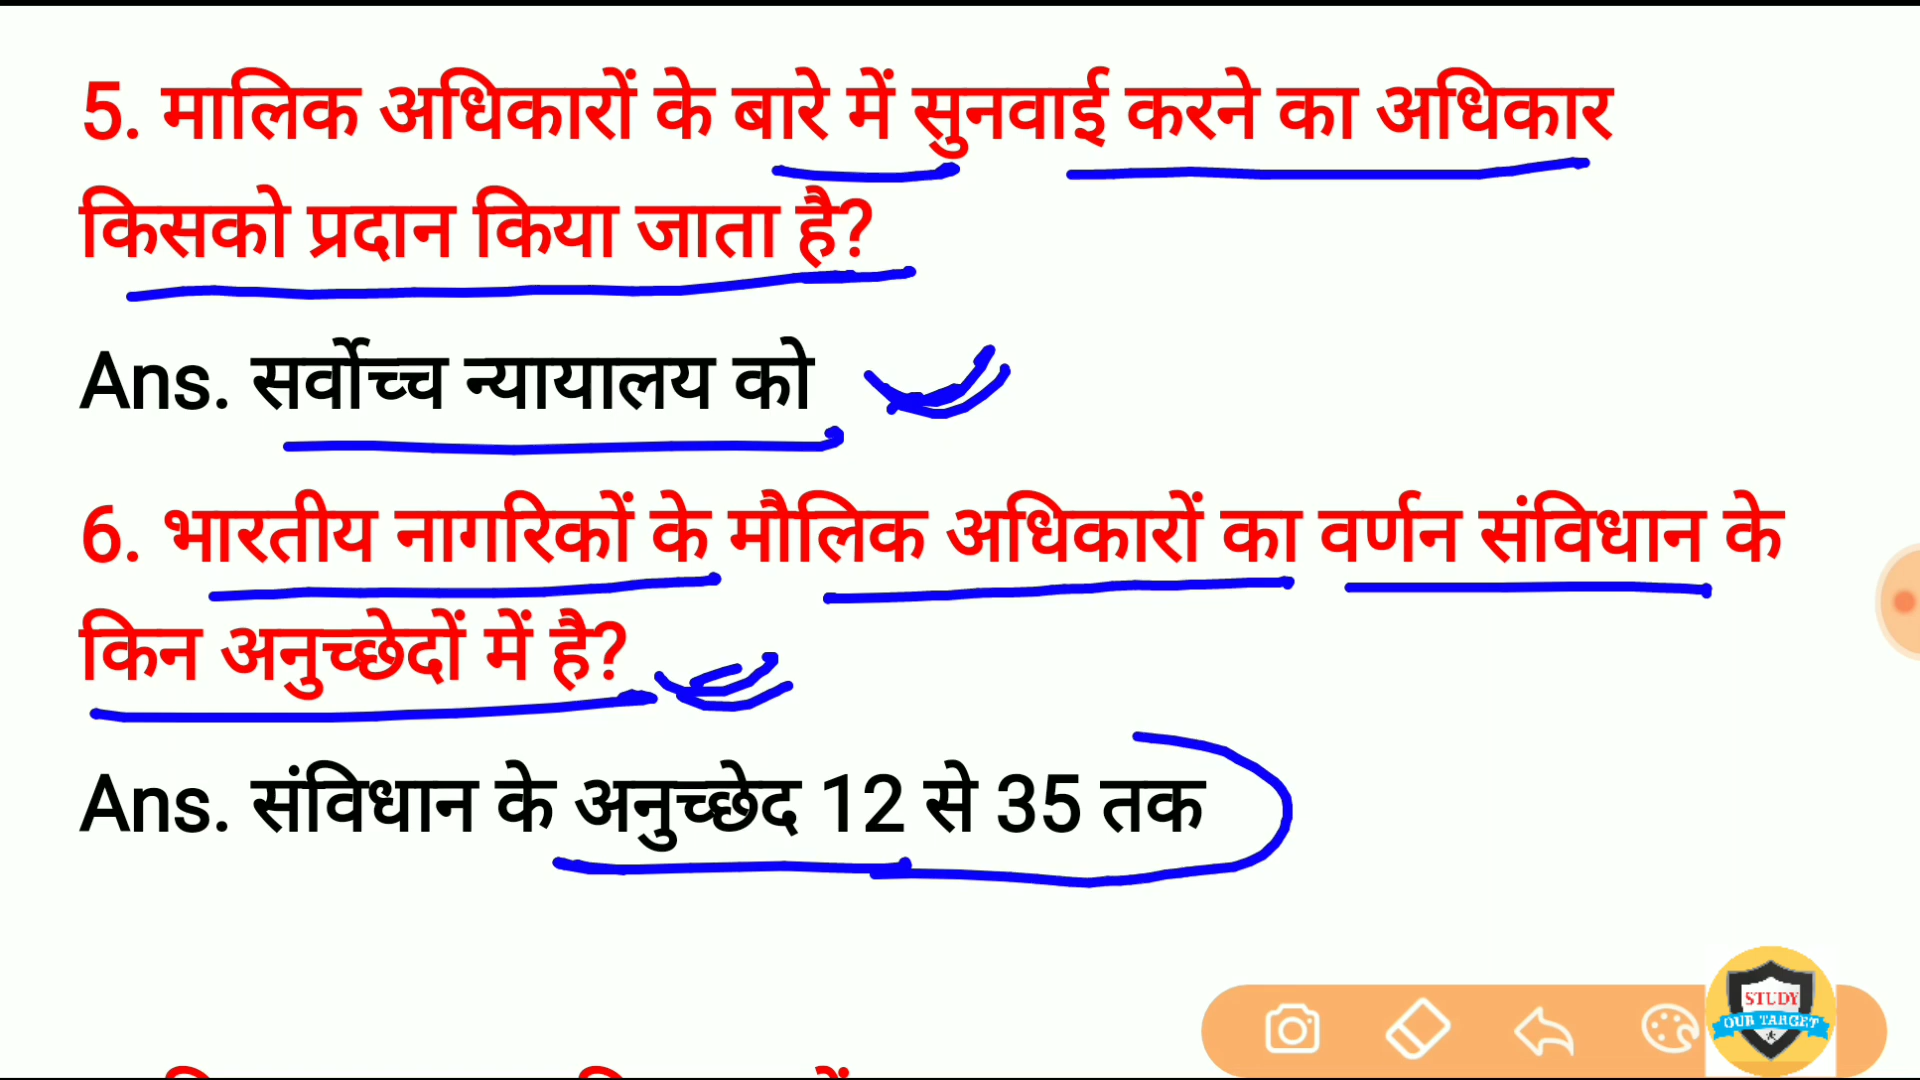 5. मालिक अधिकारों के बारे में सुनवाई करने का अधिकार
किसको प्रदान किया जाता है?
Ans. सर्वोच्च न्यायालय को
6. भारतीय नागरिकों के मौलिक अधिकारों का वर्णन संविधान के
किन अनुच्छेदों में है?
Ans. संविधान के अनुच्छेद 12 से 35 तक
STUDY
OUR TARGET